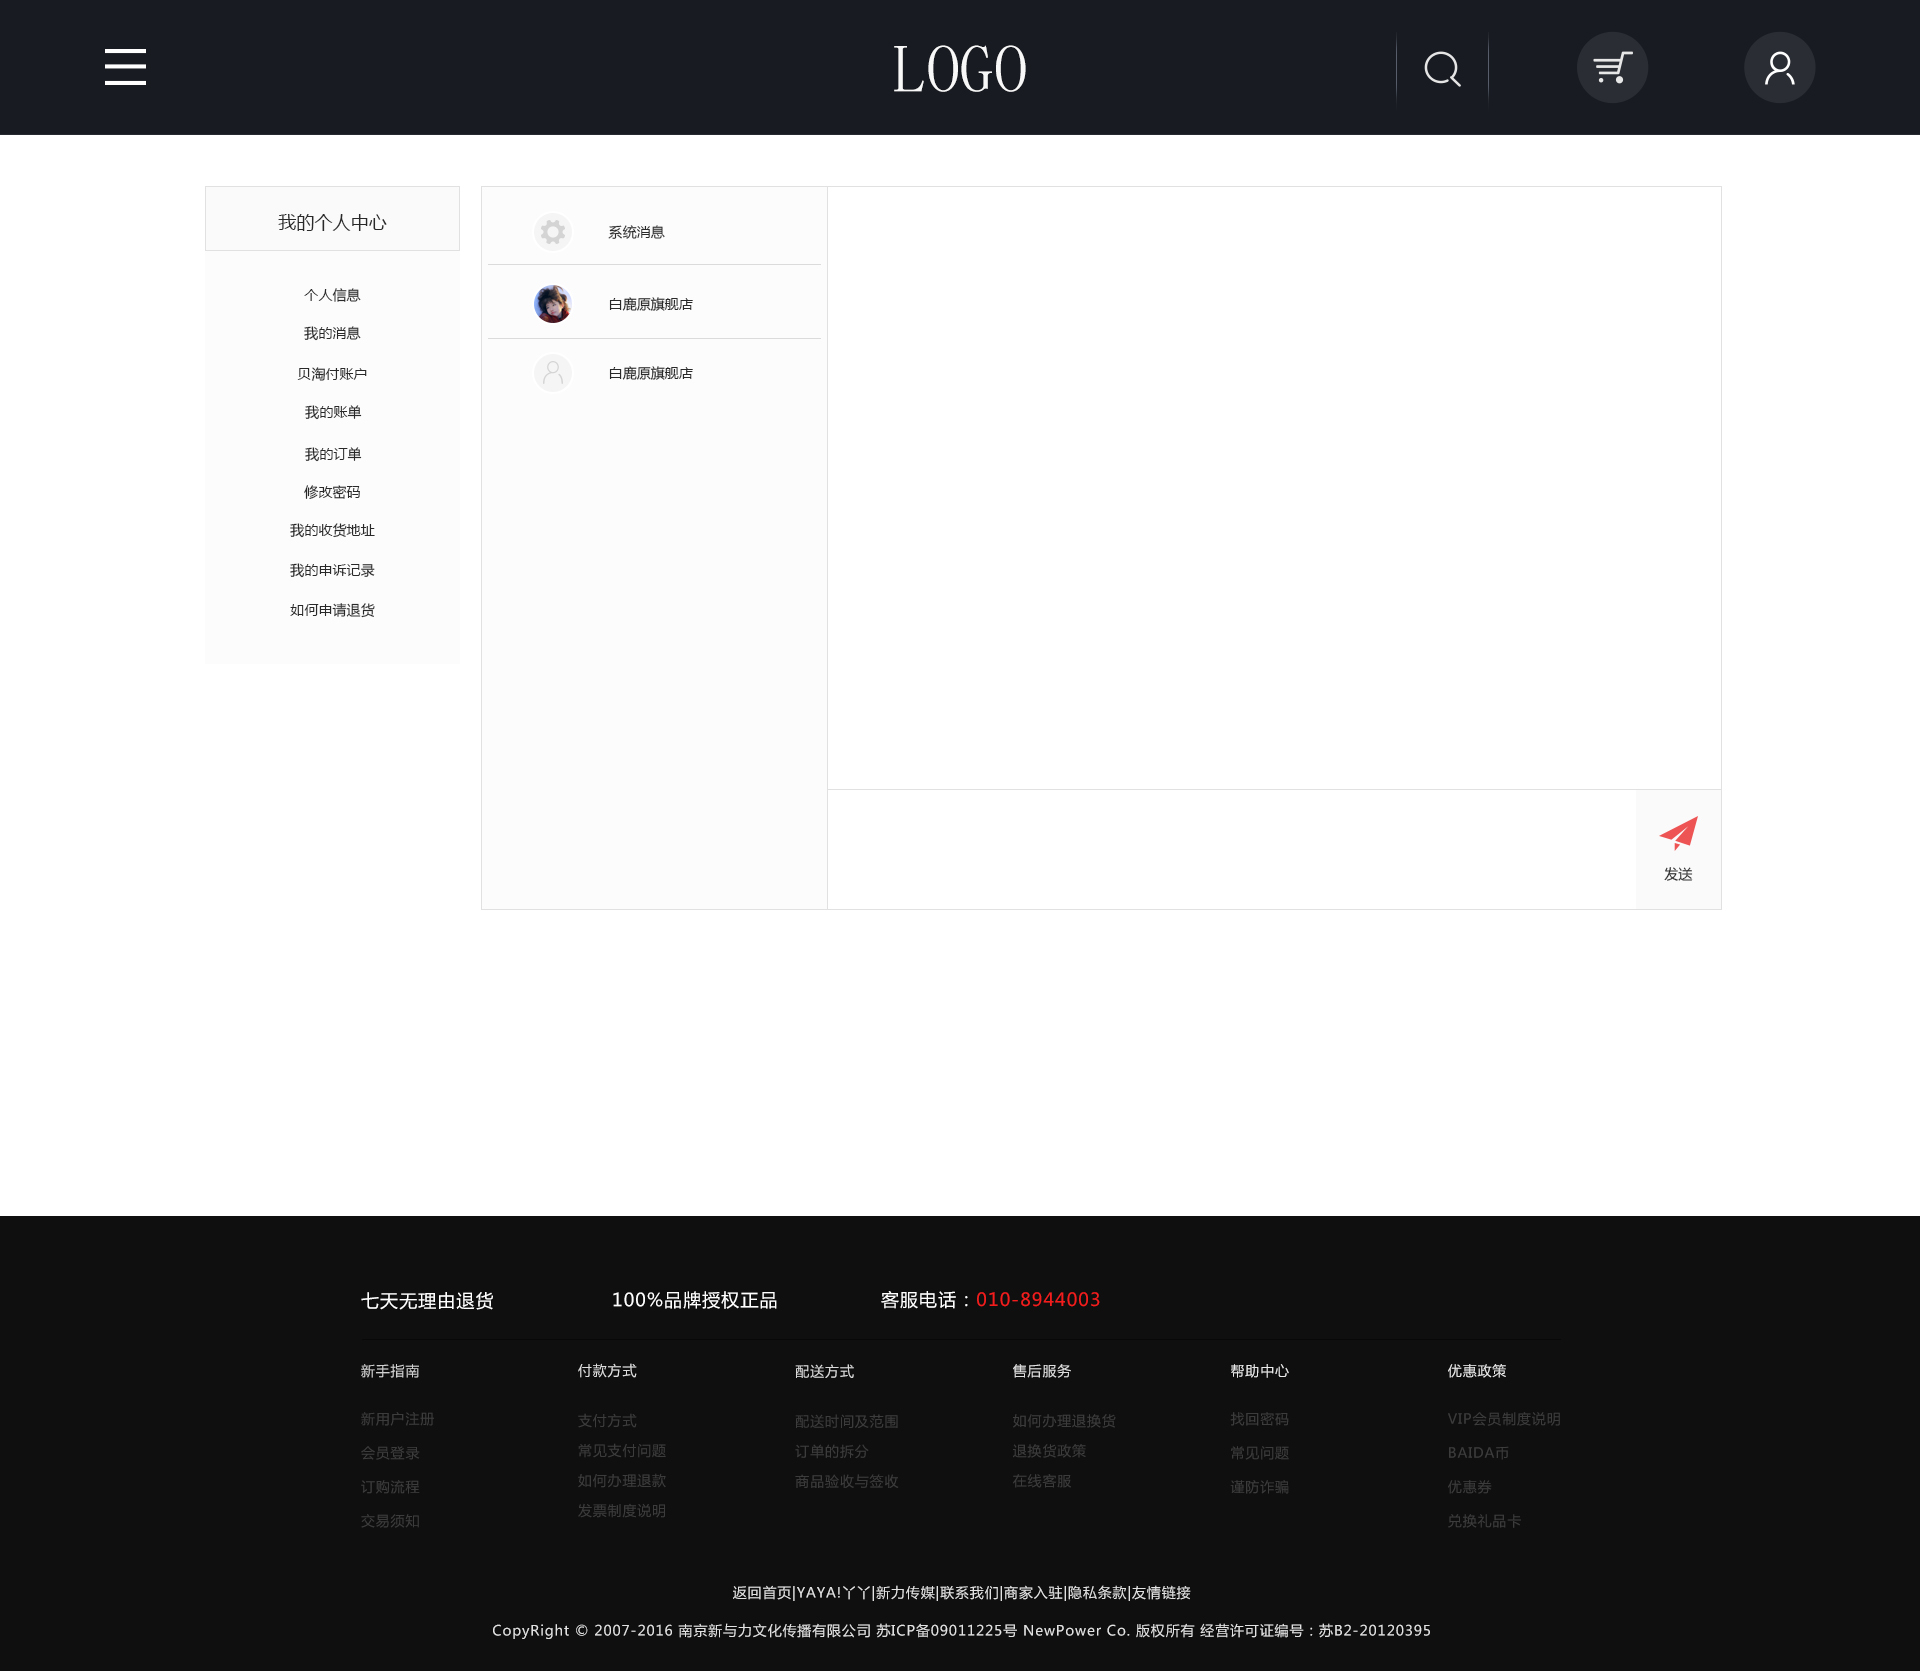 LOGO
我的个人中心
个人信息
我的消息
贝淘付账户
我的账单
我的订单
修改密码
我的收货地址
我的申诉记录
如何申请退货
系统消息
白鹿原旗舰店
白鹿原旗舰店
发送
七天无理由退货
100%品牌授权正品
客服电话：010-8944003
新手指南
新用户注册
会员登录
订购流程
交易须知
付款方式
支付方式
常见支付问题
如何办理退款
发票制度说明
配送方式
配送时间及范围
订单的拆分
商品验收与签收
售后服务
如何办理退换货
退换货政策
在线客服
帮助中心
找回密码
常见问题
谨防诈骗
优惠政策
VIP会员制度说明
BAIDA币
优惠券
兑换礼品卡
返回首页|YAYA!丫丫|新力传媒|联系我们|商家入驻|隐私条款|友情链接
CopyRight © 2007-2016 南京新与力文化传播有限公司 苏ICP备09011225号 NewPower Co. 版权所有 经营许可证编号：苏B2-20120395